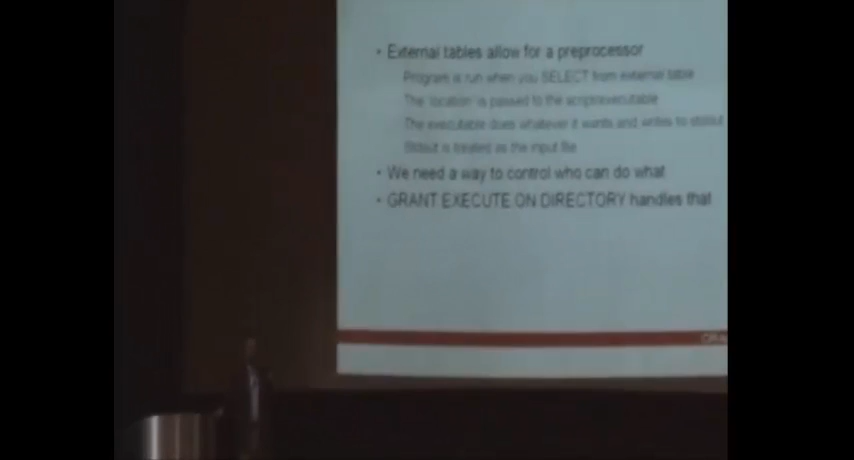 • External tables allow for a preprocessor
Program is run when you SELECT from external table
The 'location' is passed to the script/executable
The executable does whatever it wants and writes to stdout
Stdout is treated as the input file
• We need a way to control who can do what
• GRANT EXECUTE ON DIRECTORY handles that